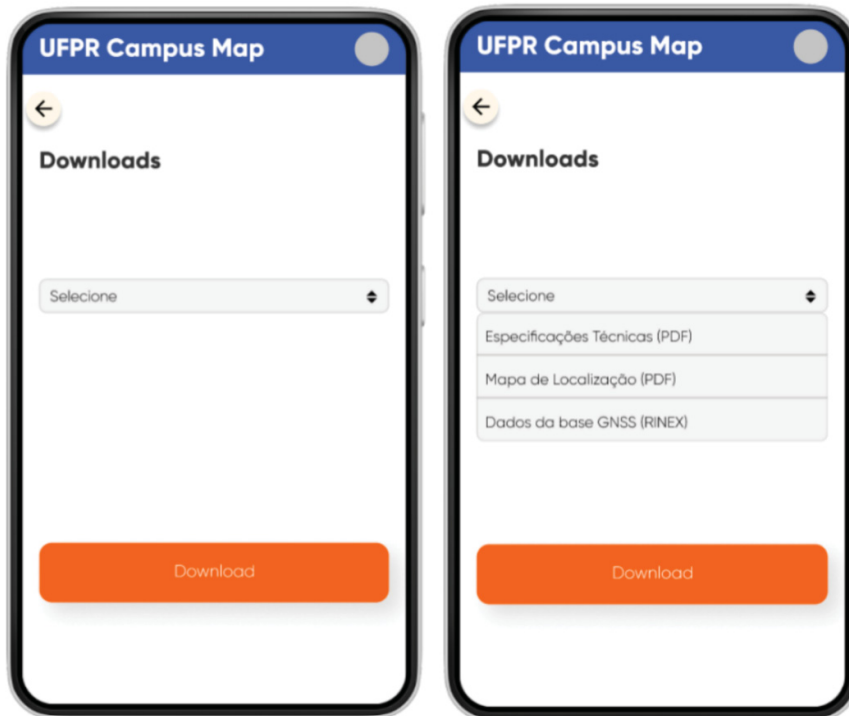 UFPR Campus Map
Downloads
Selecione
Download
UFPR Campus Map
Downloads
Selecione
Especificações Técnicas (PDF)
Mapa de Localização (PDF)
Dados da base GNSS (RINEX)
Download